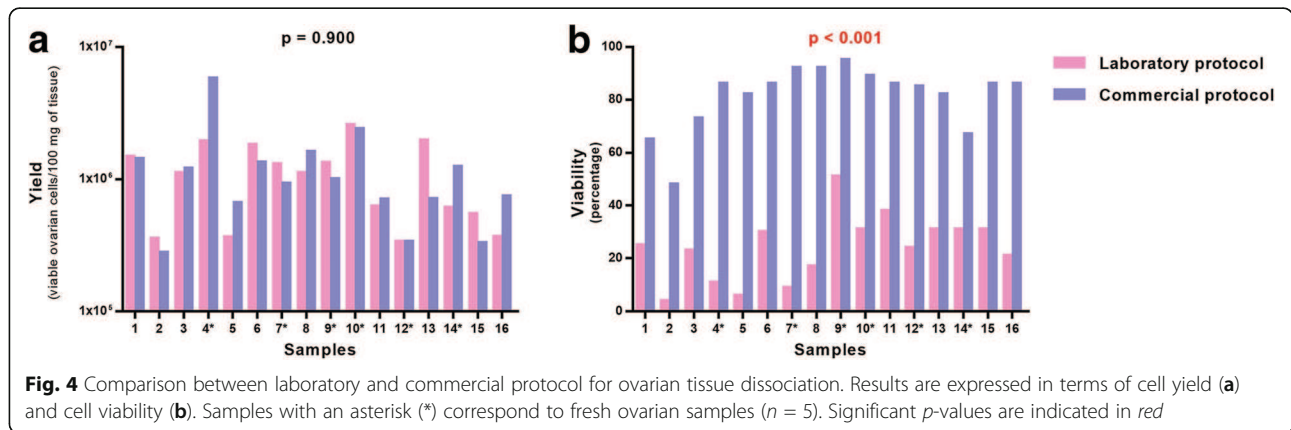 a
p = 0.900
1x10⁷
1x10⁶
1x10⁵
Yield
(viable ovarian cells/100 mg of tissue)
1 2 3 4* 5 6 7* 8 9* 10* 11 12* 13 14* 15 16
Samples
b
p < 0.001
100
80
60
40
20
0
Viability
(percentage)
1 2 3 4* 5 6 7* 8 9* 10* 11 12* 13 14* 15 16
Samples
Laboratory protocol
Commercial protocol
Fig. 4 Comparison between laboratory and commercial protocol for ovarian tissue dissociation. Results are expressed in terms of cell yield (a)
and cell viability (b). Samples with an asterisk (*) correspond to fresh ovarian samples (n = 5). Significant p-values are indicated in red